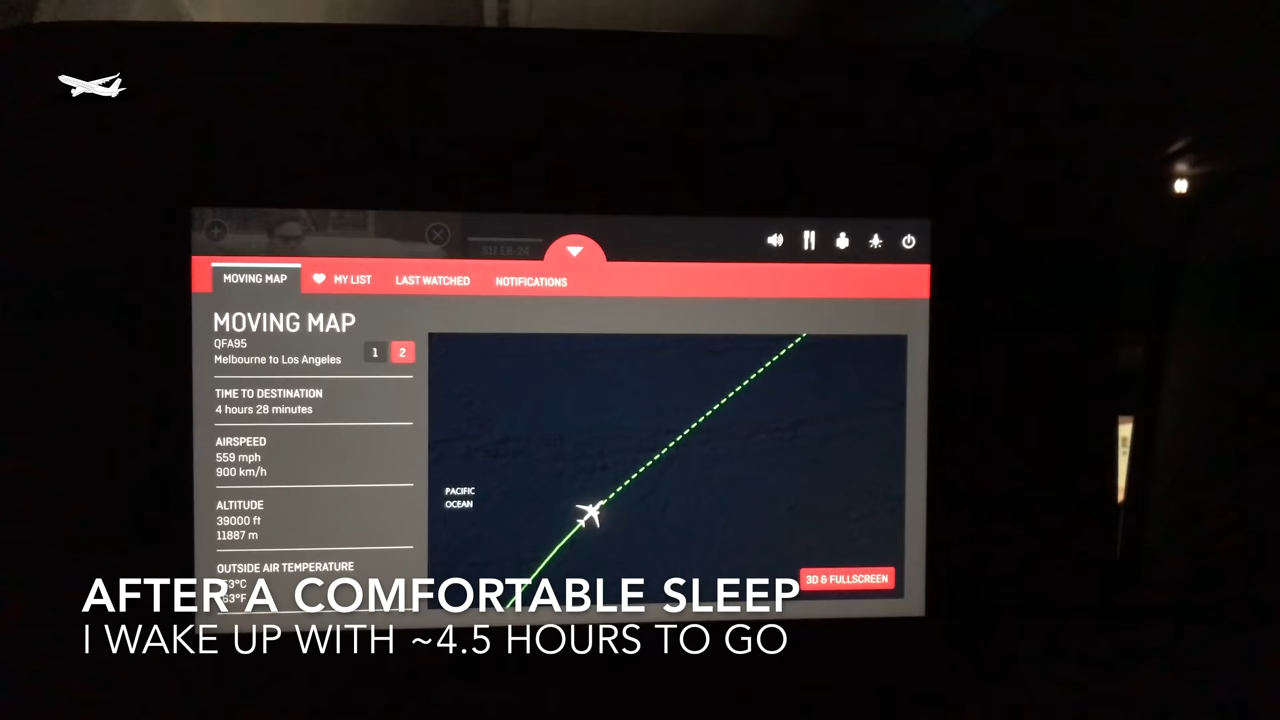 MOVING MAP
MY LIST
LAST WATCHED
NOTIFICATIONS
MOVING MAP
QFA95
Melbourne to Los Angeles
1 2
TIME TO DESTINATION
4 hours 28 minutes
AIRSPEED
559 mph
900 km/h
ALTITUDE
39000 ft
11887 m
OUTSIDE AIR TEMPERATURE
PACIFIC
OCEAN
3D & FULLSCREEN
AFTER A COMFORTABLE SLEEP
I WAKE UP WITH ~4.5 HOURS TO GO